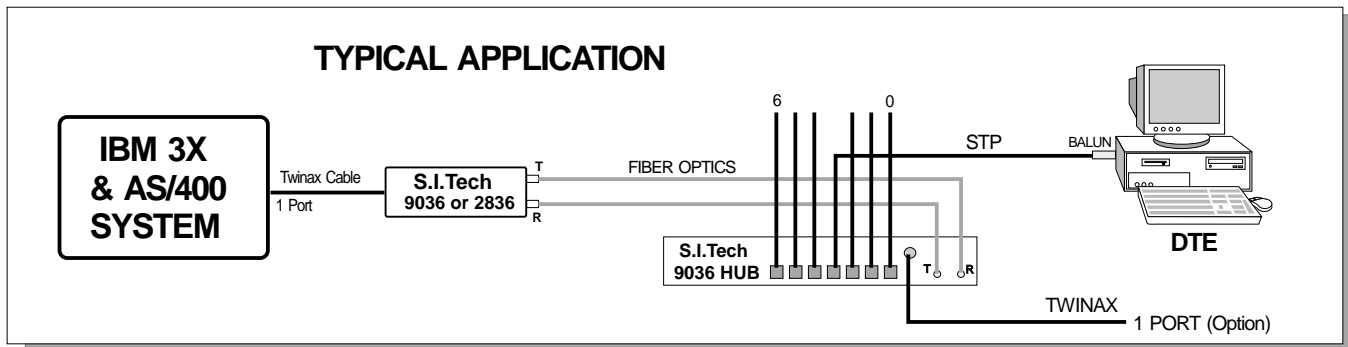 TYPICAL APPLICATION
IBM 3X
& AS/400
SYSTEM
Twinax Cable
1 Port
S.I.Tech
9036 or 2836
T
R
FIBER OPTICS
6
0
STP
BALUN
DTE
S.I.Tech
9036 HUB
T
R
TWINAX
1 PORT (Option)